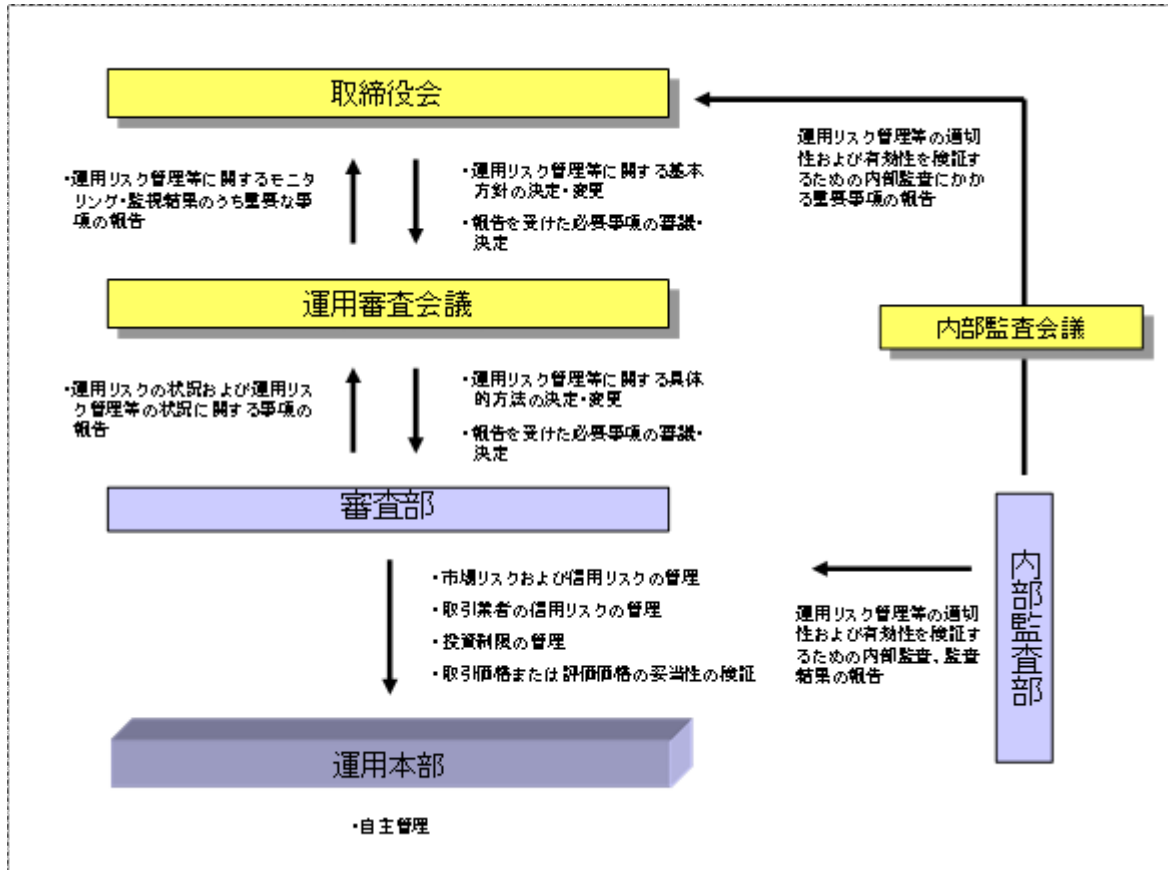 取締役会
・運用リスク管理等に関するモニタ
リング・監視結果のうち重要な事
項の報告
・運用リスク管理等に関する基本
方針の決定・変更
・報告を受けた必要事項の審議・
決定
運用リスク管理等の適切
性および有効性を検証す
るための内部監査にかか
る重要事項の報告
運用審査会議
内部監査会議
・運用リスクの状況および運用リス
ク管理等の状況に関する事項の
報告
・運用リスク管理等に関する具体
的方法の決定・変更
・報告を受けた必要事項の審議・
決定
審査部
内部監査部
・市場リスクおよび信用リスクの管理
・取引業者の信用リスクの管理
・投資制限の管理
・取引価格または評価価格の妥当性の検証
運用リスク管理等の適切
性および有効性を検証す
るための内部監査、監査
結果の報告
運用本部
・自主管理